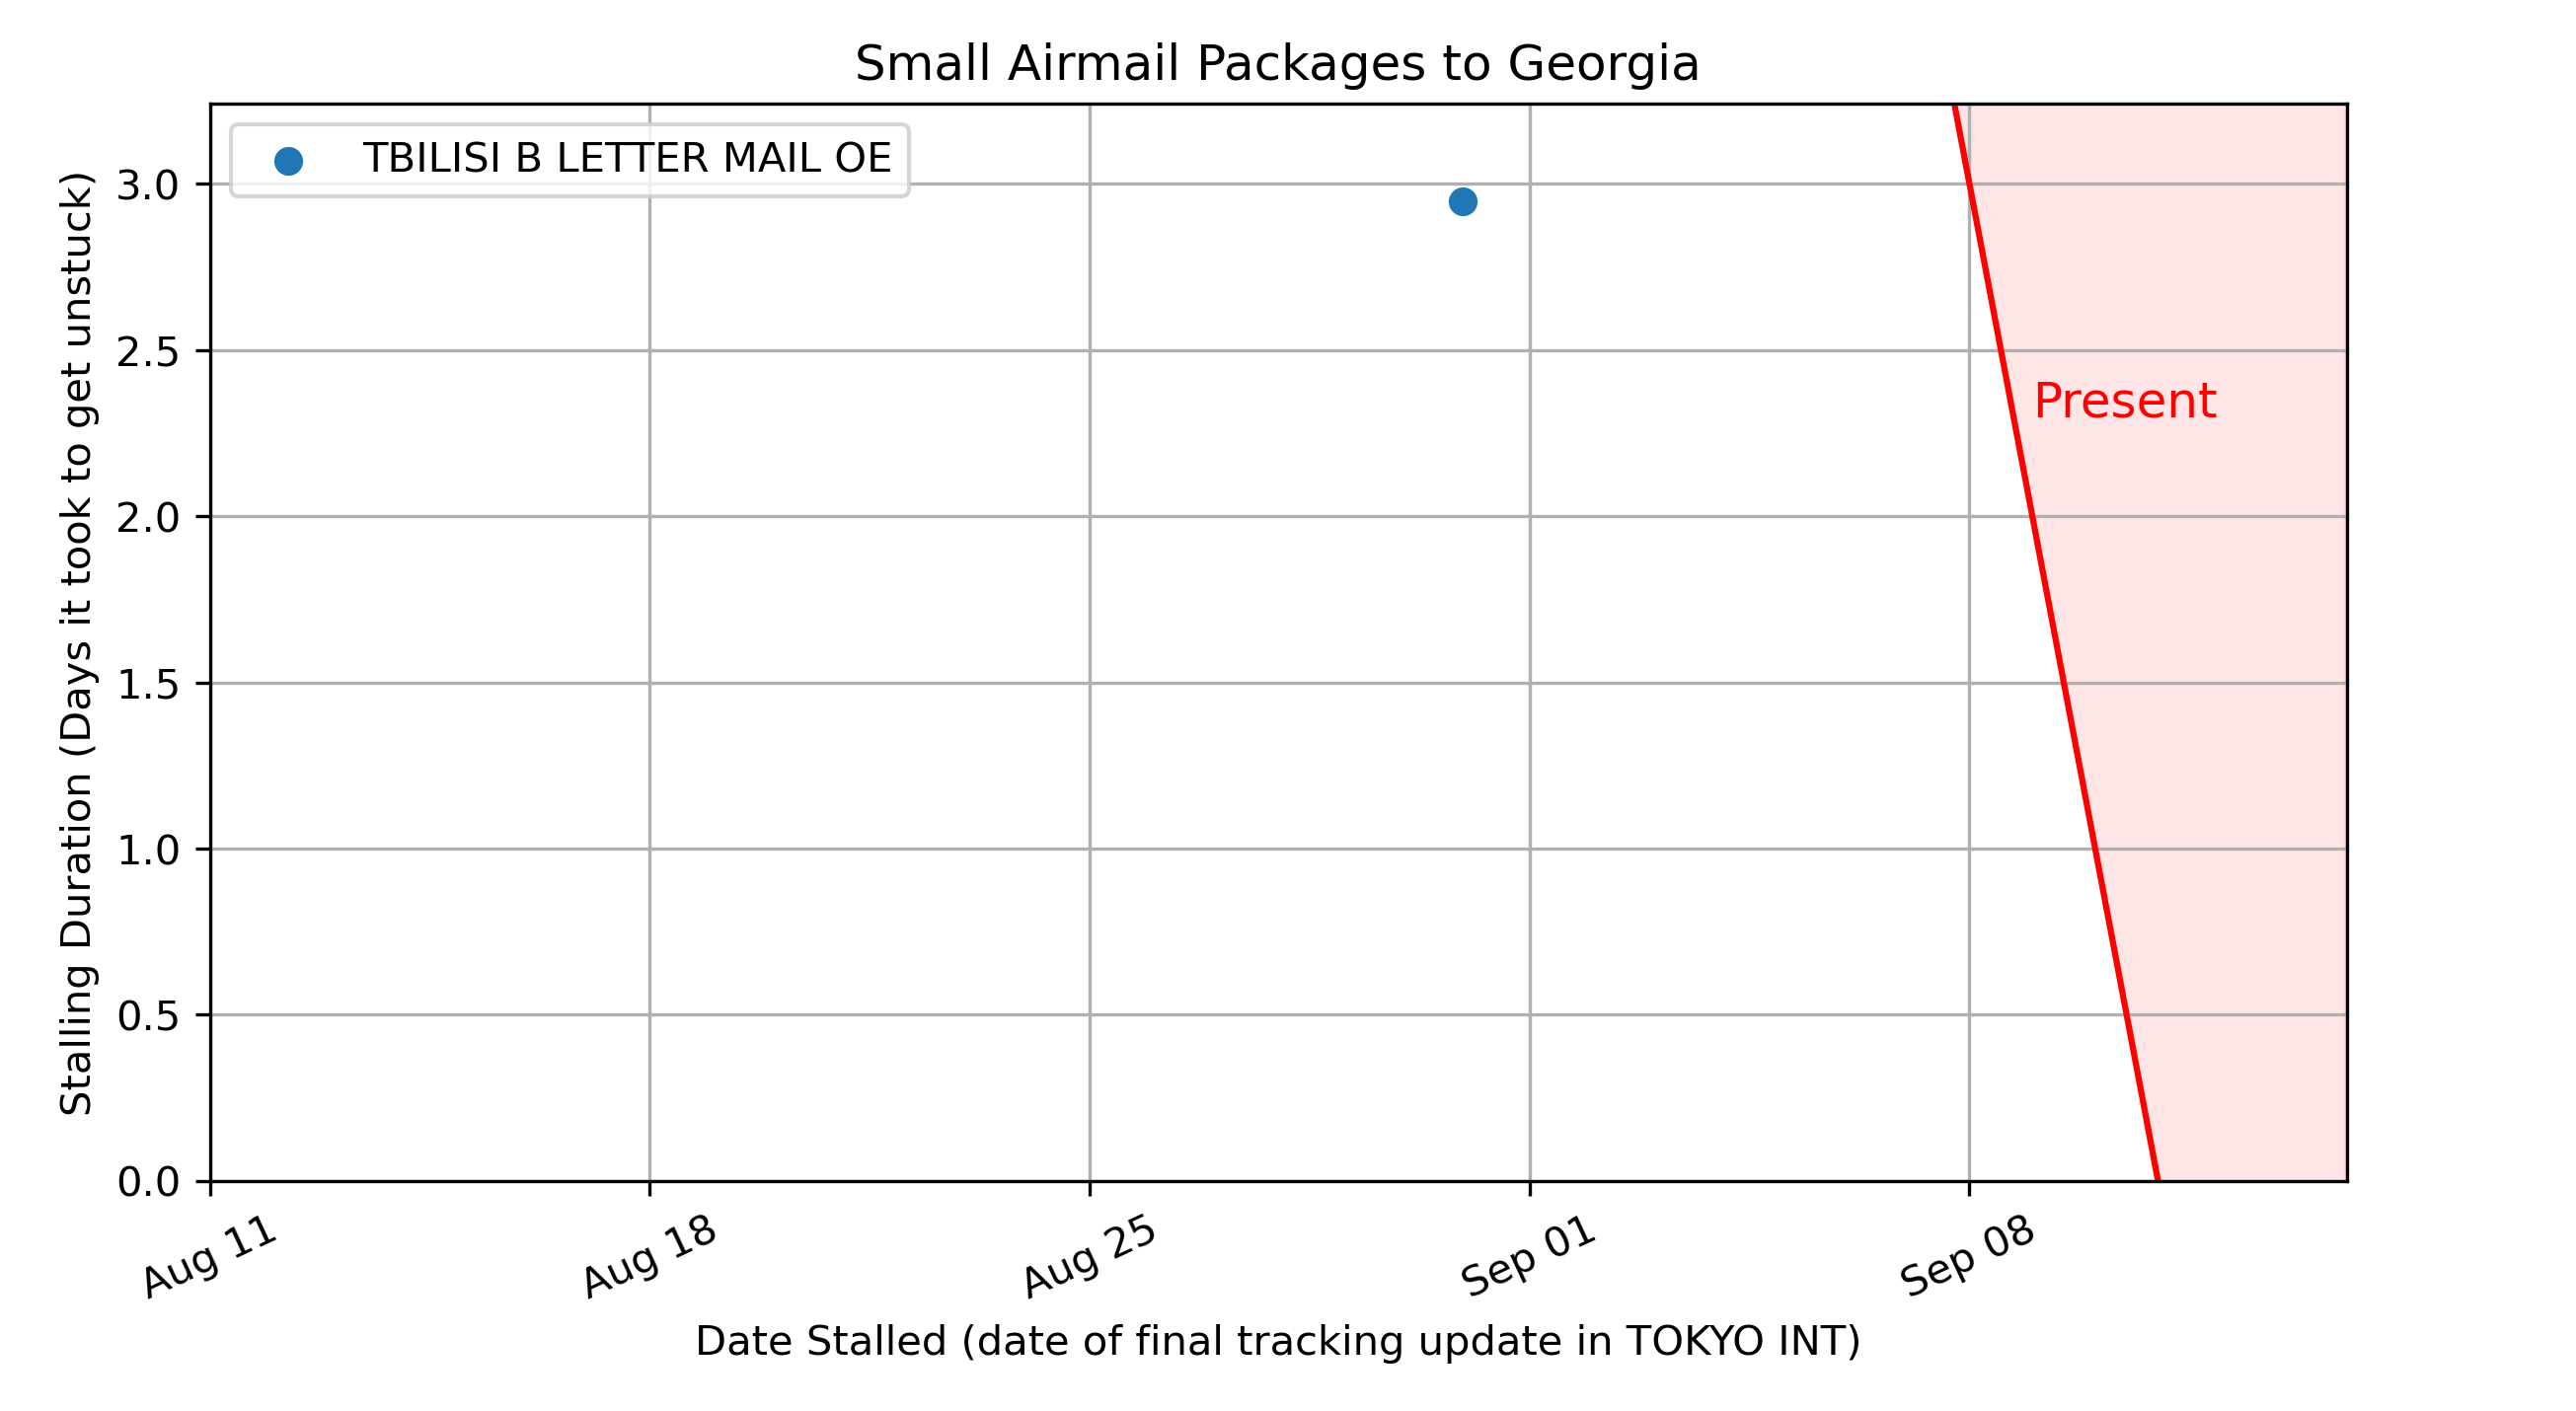 Small Airmail Packages to Georgia
TBILISI B LETTER MAIL OE
Present
Stalling Duration (Days it took to get unstuck)
3.0
2.5
2.0
1.5
1.0
0.5
0.0
Aug 11
Aug 18
Aug 25
Sep 01
Sep 08
Date Stalled (date of final tracking update in TOKYO INT)